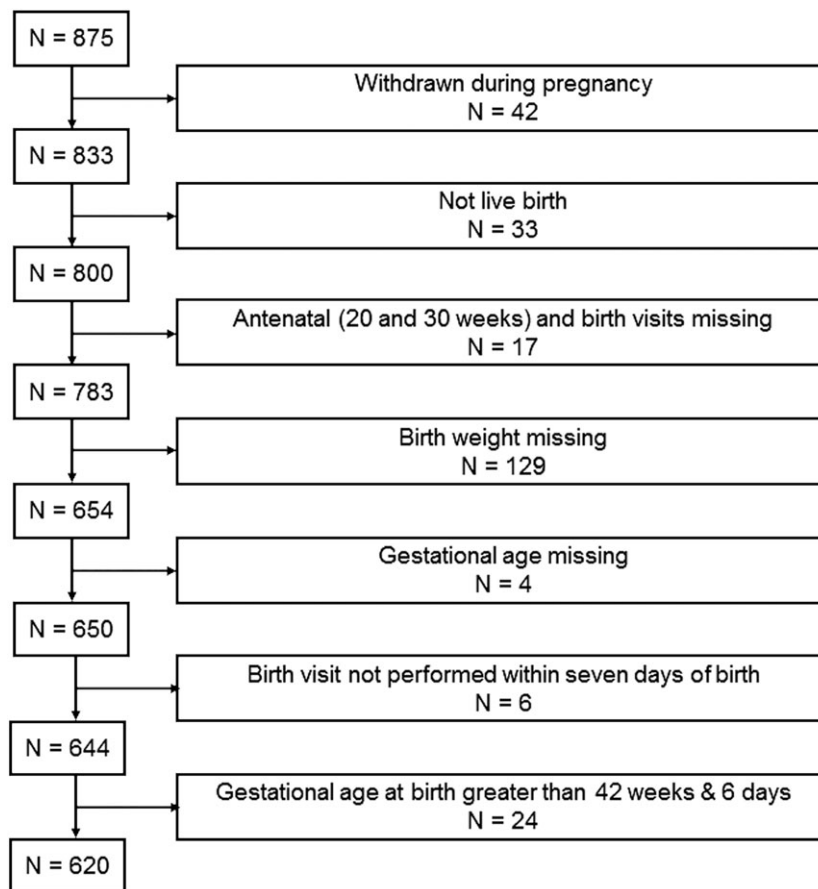 N = 875
Withdrawn during pregnancy
N = 42
N = 833
Not live birth
N = 33
N = 800
Antenatal (20 and 30 weeks) and birth visits missing
N = 17
N = 783
Birth weight missing
N = 129
N = 654
Gestational age missing
N = 4
N = 650
Birth visit not performed within seven days of birth
N = 6
N = 644
Gestational age at birth greater than 42 weeks & 6 days
N = 24
N = 620